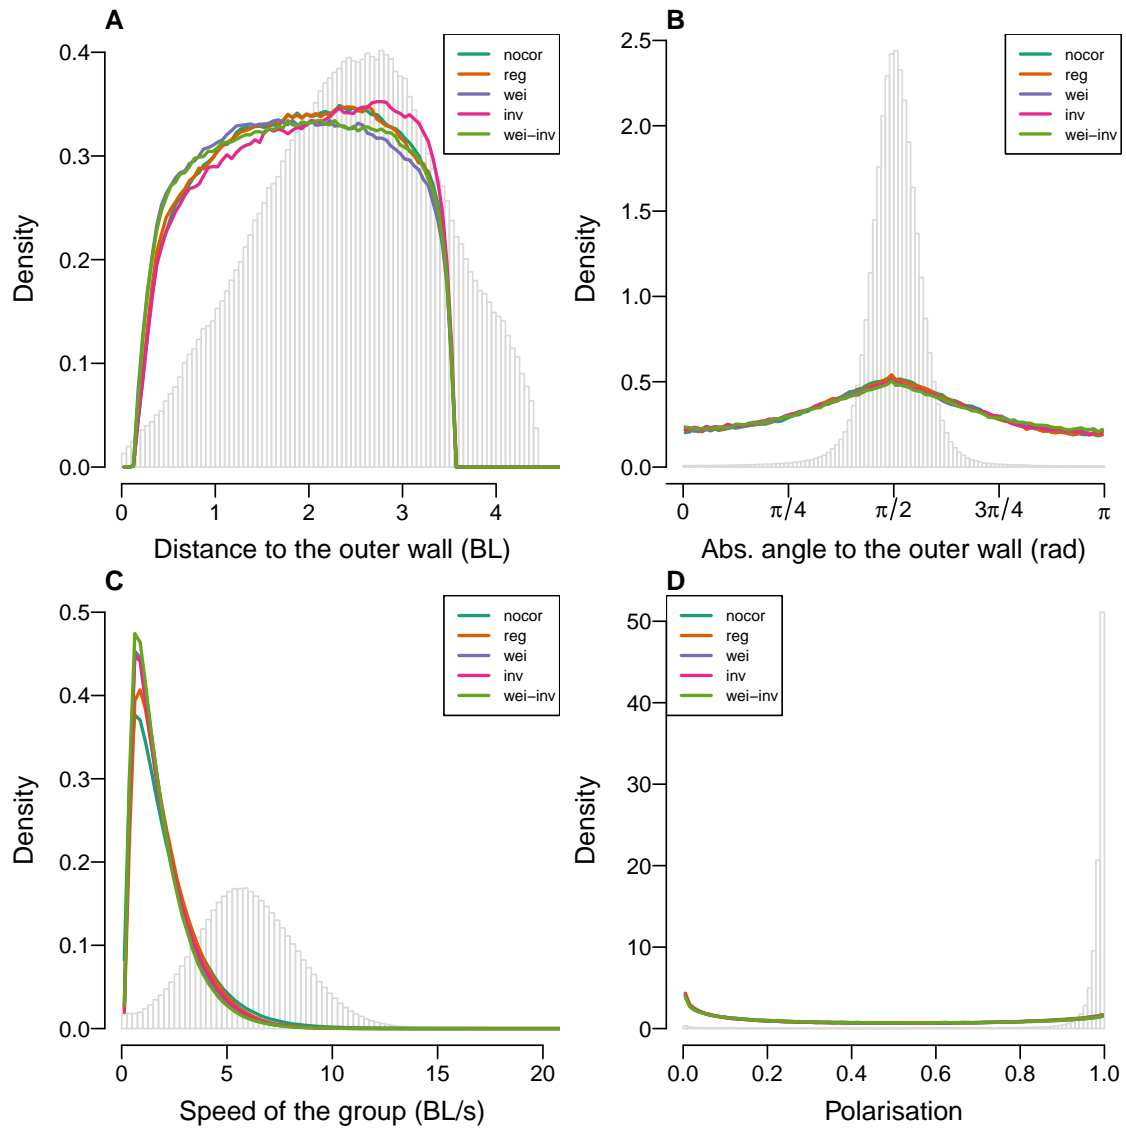 A
0.4
0.3
0.2
0.1
0.0
Density
0
1
2
3
4
Distance to the outer wall (BL)
nocor
reg
wei
inv
wei−inv
B
2.5
2.0
1.5
1.0
0.5
0.0
Density
0
π/4
π/2
3π/4
π
Abs. angle to the outer wall (rad)
nocor
reg
wei
inv
wei−inv
C
0.5
0.4
0.3
0.2
0.1
0.0
Density
0
5
10
15
20
Speed of the group (BL/s)
nocor
reg
wei
inv
wei−inv
D
50
40
30
20
10
0
Density
0.0
0.2
0.4
0.6
0.8
1.0
Polarisation
nocor
reg
wei
inv
wei−inv